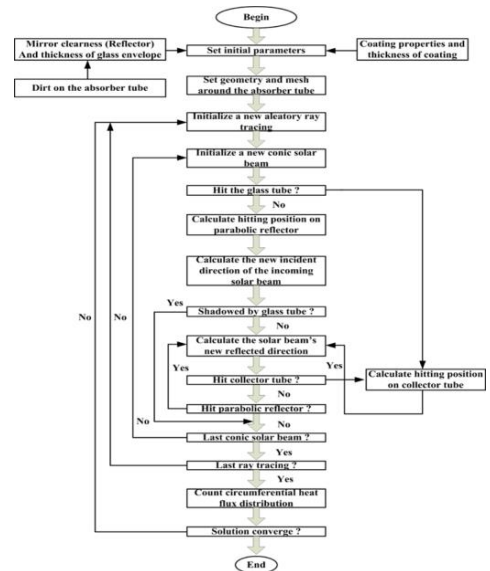 Begin
Mirror clearness (Reflector)
And thickness of glass envelope
Set initial parameters
Coating properties and
thickness of coating
Dirt on the absorber tube
Set geometry and mesh
around the absorber tube
Initialize a new aleatory ray
tracing
Initialize a new conic solar
beam
Hit the glass tube ?
No
Calculate hitting position on
parabolic reflector
Calculate the new incident
direction of the incoming
solar beam
Yes
Shadowed by glass tube ?
No
No
No
Calculate the solar beam's
new reflected direction
Yes
Yes
Hit collector tube ?
Calculate hitting position
on collector tube
No
Hit parabolic reflector ?
No
No
Last conic solar beam ?
Yes
Last ray tracing ?
Yes
Count circumferential heat
flux distribution
Solution converge ?
End